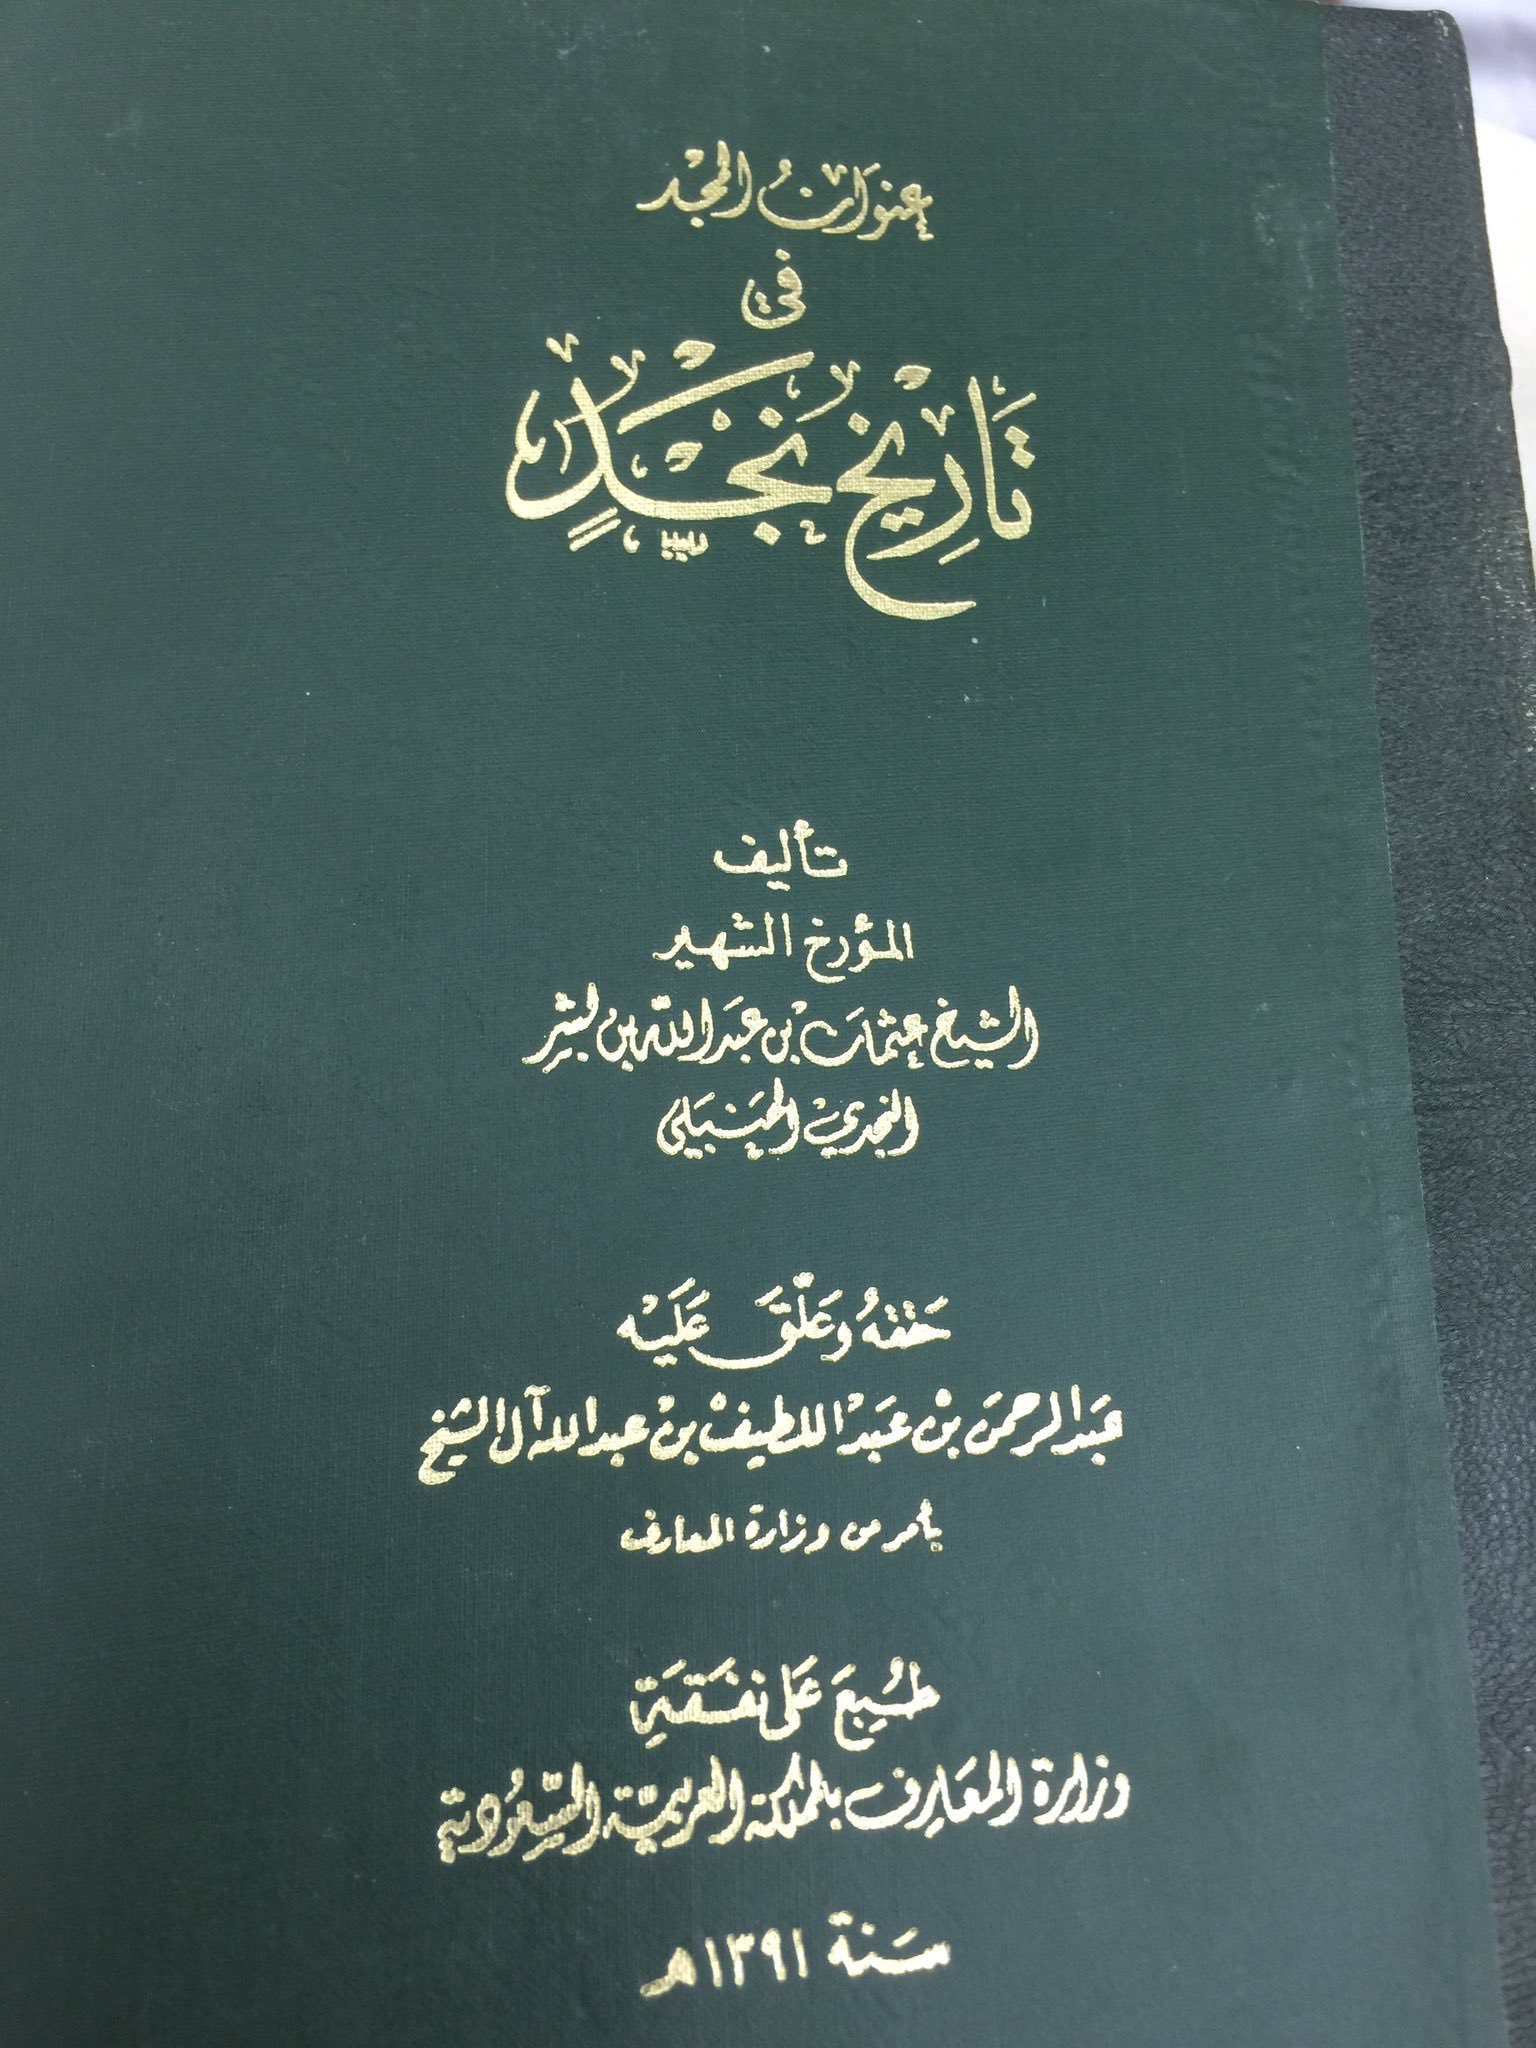 عنوان المجد
في
تاريخ نجد
تأليف
المؤرخ الشهير
الشيخ عثمان بن عبد الله بن بشر
النجدي الحنبلي
حققه وعلق عليه
عبد الرحمن بن عبد اللطيف بن عبد الله آل الشيخ
بأمر من وزارة المعارف
طبع على نفقة
وزارة المعارف بالمملكة العربية السعودية
سنة ١٣٩١هـ